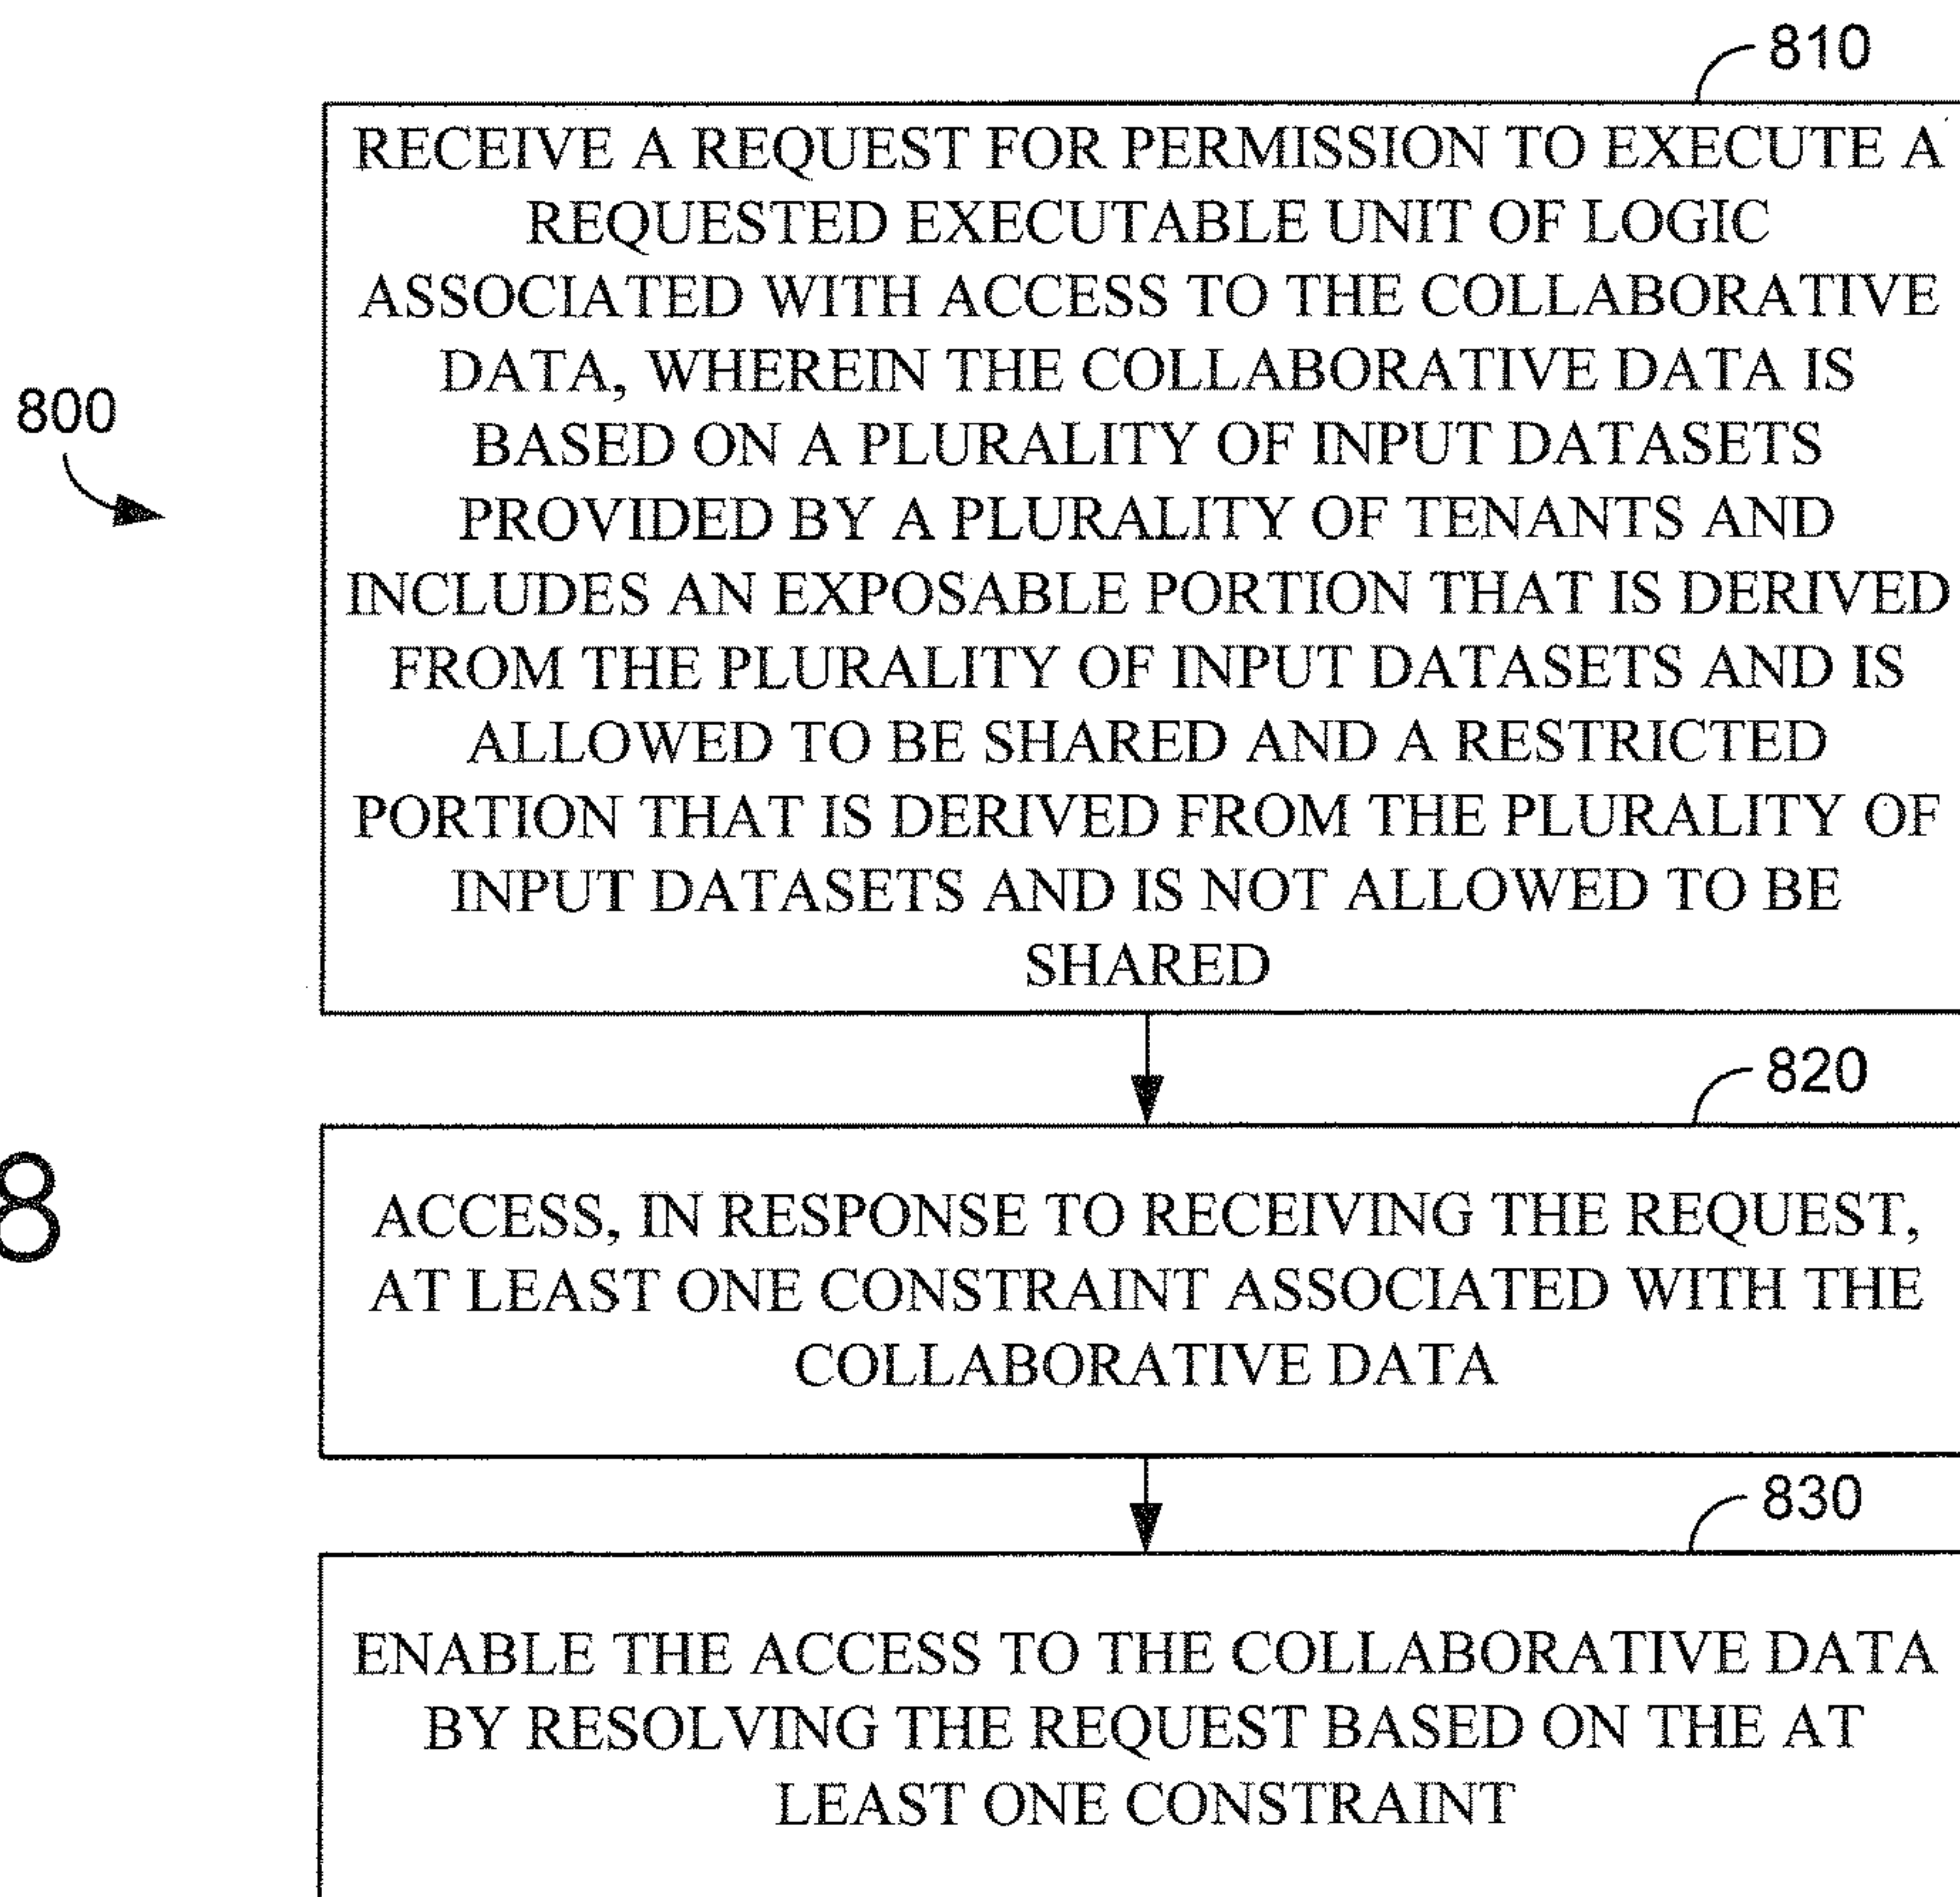 810
RECEIVE A REQUEST FOR PERMISSION TO EXECUTE A
REQUESTED EXECUTABLE UNIT OF LOGIC
ASSOCIATED WITH ACCESS TO THE COLLABORATIVE
DATA, WHEREIN THE COLLABORATIVE DATA IS
BASED ON A PLURALITY OF INPUT DATASETS
PROVIDED BY A PLURALITY OF TENANTS AND
INCLUDES AN EXPOSABLE PORTION THAT IS DERIVED
FROM THE PLURALITY OF INPUT DATASETS AND IS
ALLOWED TO BE SHARED AND A RESTRICTED
PORTION THAT IS DERIVED FROM THE PLURALITY OF
INPUT DATASETS AND IS NOT ALLOWED TO BE
SHARED
800
820
ACCESS, IN RESPONSE TO RECEIVING THE REQUEST,
AT LEAST ONE CONSTRAINT ASSOCIATED WITH THE
COLLABORATIVE DATA
8
830
ENABLE THE ACCESS TO THE COLLABORATIVE DATA
BY RESOLVING THE REQUEST BASED ON THE AT
LEAST ONE CONSTRAINT